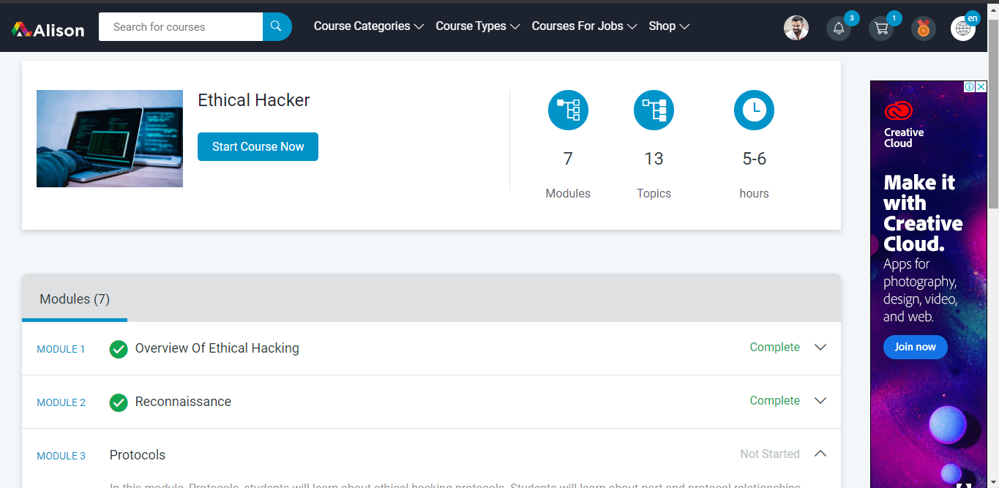 Alison
Search for courses
Course Categories
Course Types
Courses For Jobs
Shop
3
1
en
Ethical Hacker
Start Course Now
7
Modules
13
Topics
5-6
hours
Modules (7)
MODULE 1
Overview Of Ethical Hacking
Complete
MODULE 2
Reconnaissance
Complete
MODULE 3
Protocols
Not Started
In this module, Protocols, students will learn about ethical hacking protocols. Students will learn about port and protocol relationships
Creative
Cloud
Make it
with
Creative
Cloud.
Apps for
photography,
design, video,
and web.
Join now